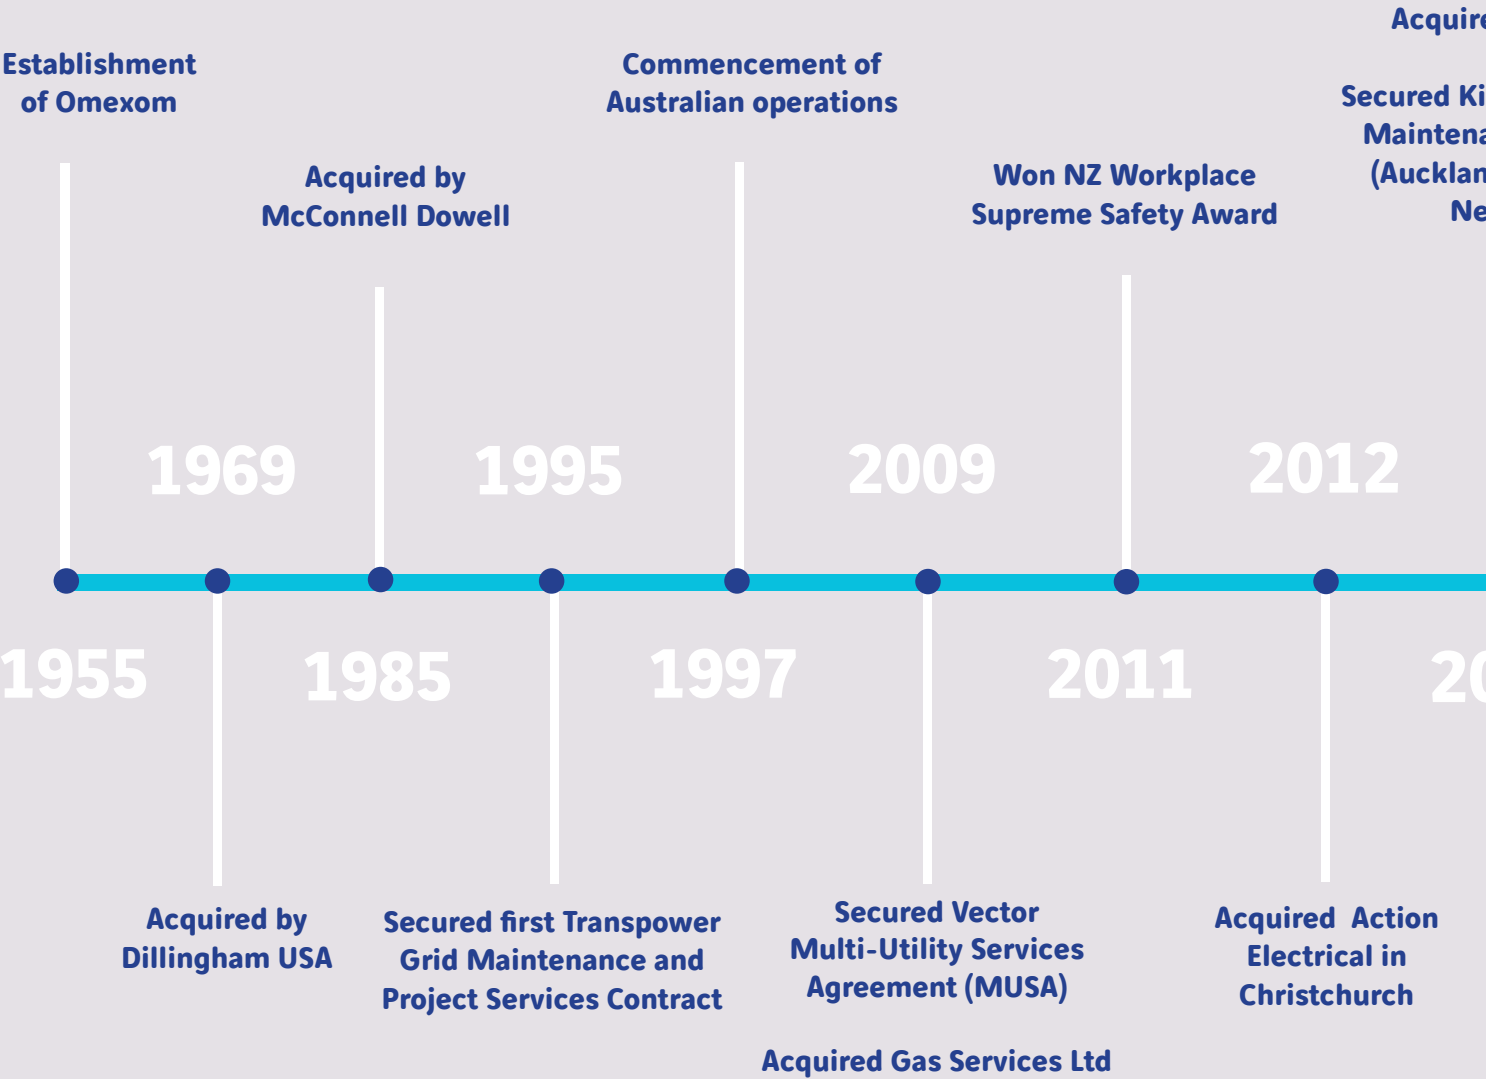 Establishment
of Omexom
1955
1969
Acquired by
Dillingham USA
Acquired by
McConnell Dowell
1985
1995
Secured first Transpower
Grid Maintenance and
Project Services Contract
Commencement of
Australian operations
1997
2009
Secured Vector
Multi-Utility Services
Agreement (MUSA)
Acquired Gas Services Ltd
Won NZ Workplace
Supreme Safety Award
2011
2012
Acquired  Action
Electrical in
Christchurch
Secured